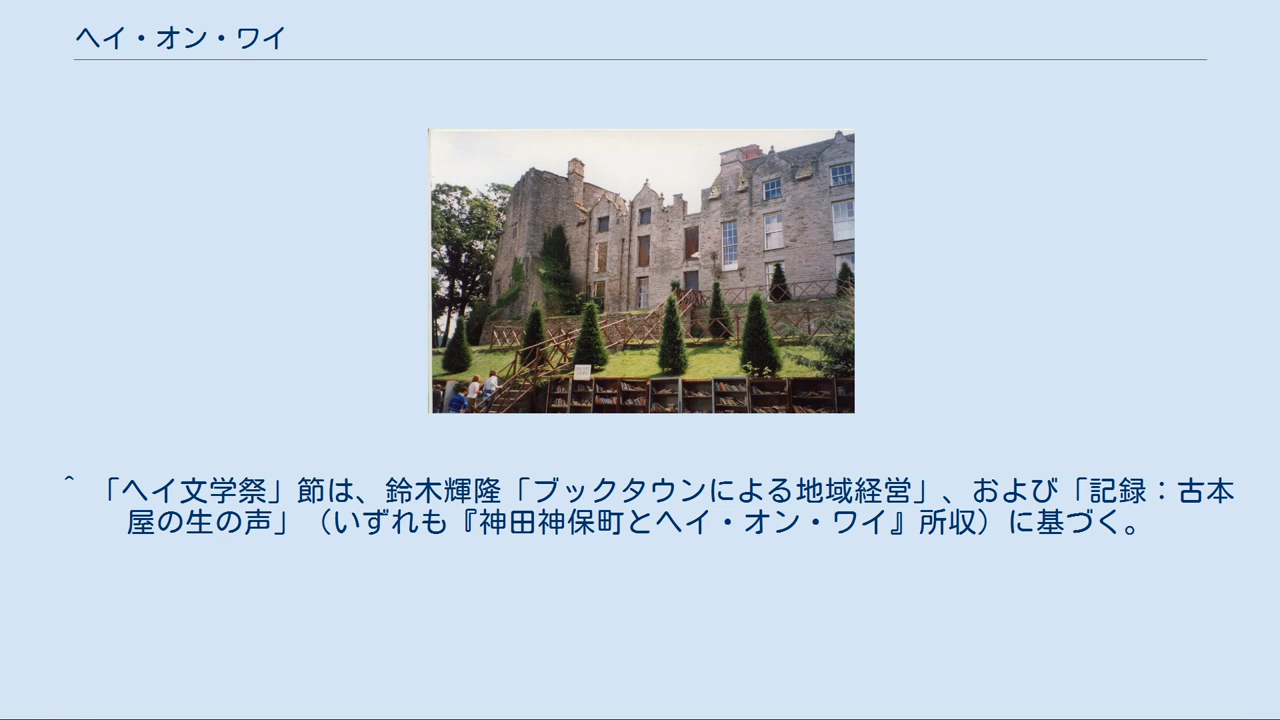 ヘイ・オン・ワイ
^ 「ヘイ文学祭」節は、鈴木輝隆「ブックタウンによる地域経営」、および「記録：古本
屋の生の声」（いずれも『神田神保町とヘイ・オン・ワイ』所収）に基づく。